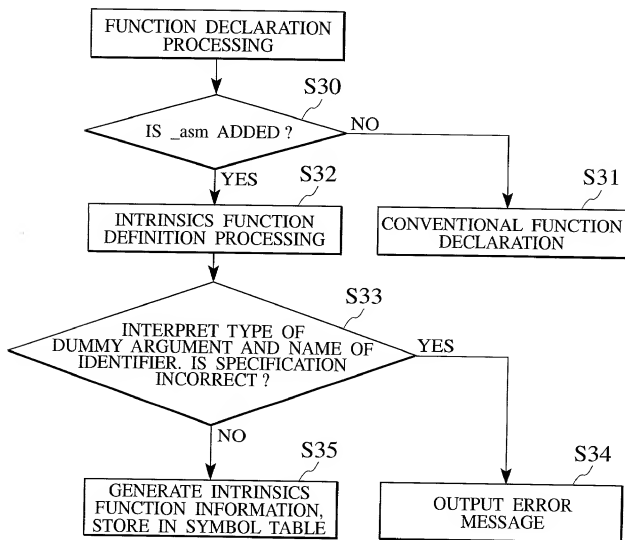 FUNCTION DECLARATION
PROCESSING
S30
IS _asm ADDED ?
NO
YES
S32
S31
INTRINSICS FUNCTION
DEFINITION PROCESSING
CONVENTIONAL FUNCTION
DECLARATION
S33
INTERPRET TYPE OF
DUMMY ARGUMENT AND NAME OF
IDENTIFIER. IS SPECIFICATION
INCORRECT ?
YES
NO
S35
S34
GENERATE INTRINSICS
FUNCTION INFORMATION,
STORE IN SYMBOL TABLE
OUTPUT ERROR
MESSAGE